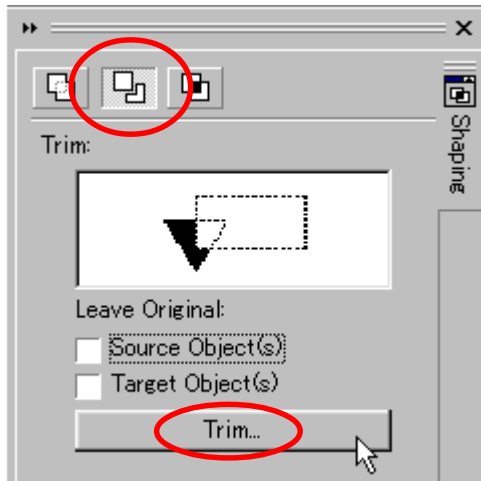 Shaping
Trim:
Leave Original:
Source Object(s)
Target Object(s)
Trim...